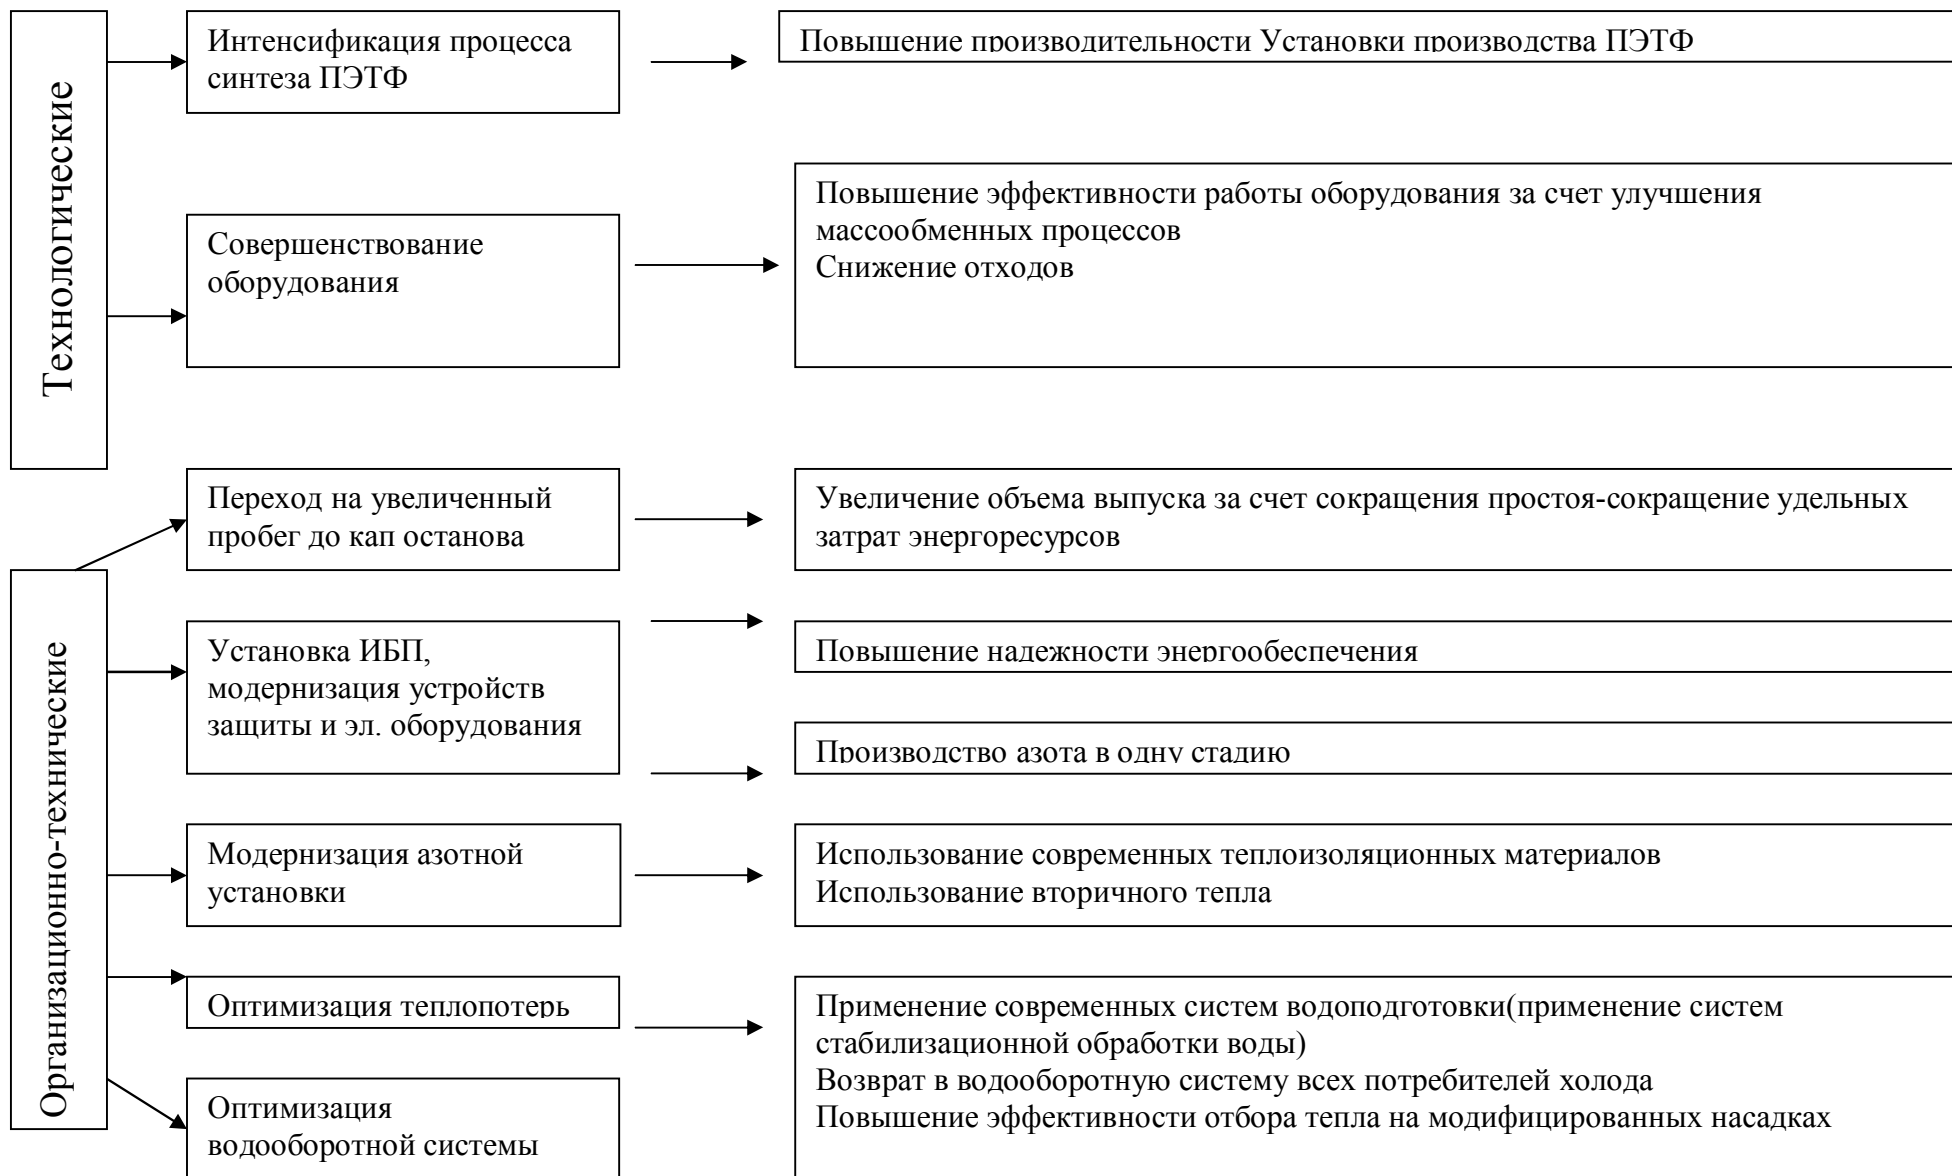 Технологические
Интенсификация процесса
синтеза ПЭТФ
Повышение производительности Установки производства ПЭТФ
Совершенствование
оборудования
Повышение эффективности работы оборудования за счет улучшения
массообменных процессов
Снижение отходов
Организационно-технические
Переход на увеличенный
пробег до кап останова
Увеличение объема выпуска за счет сокращения простоя-сокращение удельных
затрат энергоресурсов
Установка ИБП,
модернизация устройств
защиты и эл. оборудования
Повышение надежности энергообеспечения
Производство азота в одну стадию
Модернизация азотной
установки
Использование современных теплоизоляционных материалов
Использование вторичного тепла
Оптимизация теплопотерь
Оптимизация
водооборотной системы
Применение современных систем водоподготовки(применение систем
стабилизационной обработки воды)
Возврат в водооборотную систему всех потребителей холода
Повышение эффективности отбора тепла на модифицированных насадках